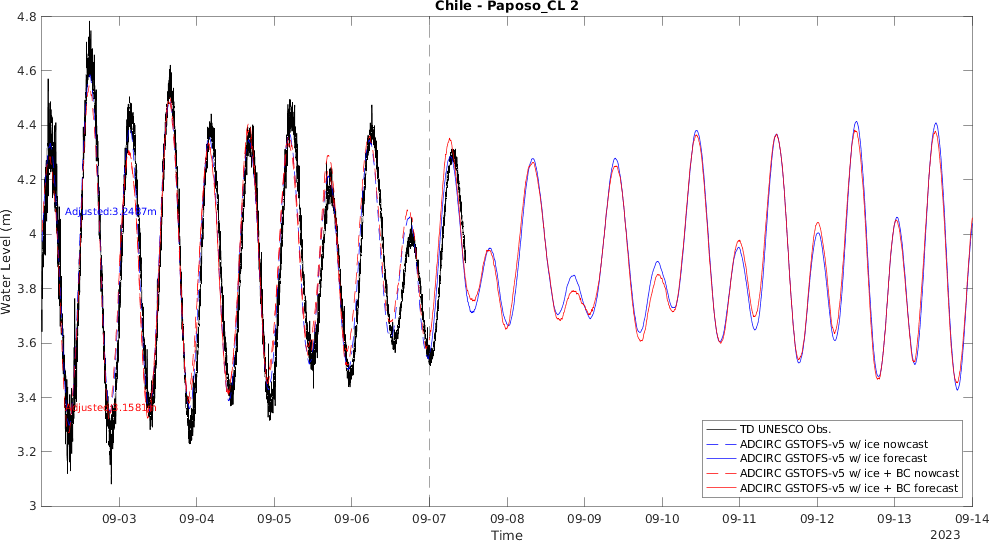 Chile - Paposo_CL 2
Water Level (m)
4.8
4.6
4.4
4.2
4
3.8
3.6
3.4
3.2
3
Adjusted:3.2487m
TD UNESCO Obs.
ADCIRC GSTOFS-v5 w/ ice nowcast
ADCIRC GSTOFS-v5 w/ ice forecast
ADCIRC GSTOFS-v5 w/ ice + BC nowcast
ADCIRC GSTOFS-v5 w/ ice + BC forecast
09-03 09-04 09-05 09-06 09-07 09-08 09-09 09-10 09-11 09-12 09-13 09-14
Time
2023